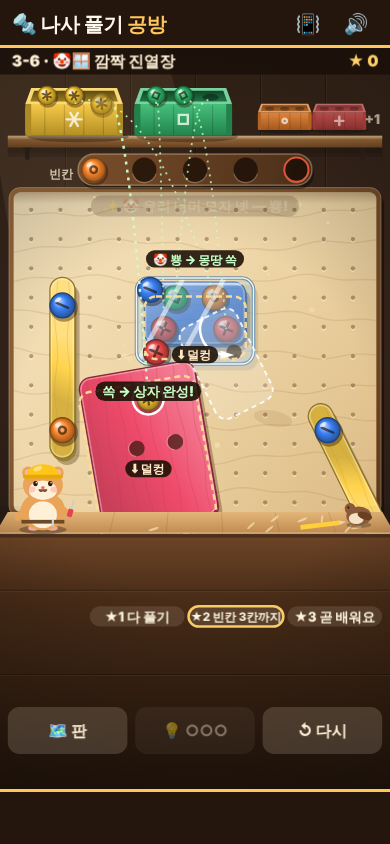 나사 풀기 공방
3-6 · 깜짝 진열장
★ 0
+1
빈칸
뿅 → 몽땅 쏙
⬇덜컹
쏙 → 상자 완성!
⬇덜컹
★1 다 풀기
★2 빈칸 3칸까지
★3 곧 배워요
판
다시